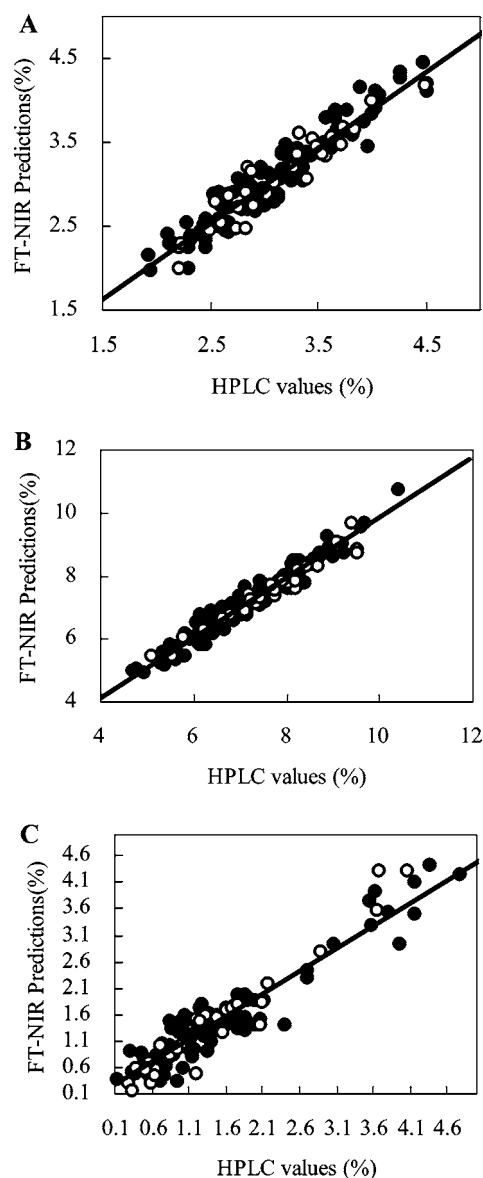 A
FT-NIR Predictions(%)
4.5
3.5
2.5
1.5
1.5 2.5 3.5 4.5
HPLC values (%)
B
FT-NIR Predictions(%)
12
10
8
6
4
4 6 8 10 12
HPLC values (%)
C
FT-NIR Predictions(%)
4.6
4.1
3.6
3.1
2.6
2.1
1.6
1.1
0.6
0.1
0.1 0.6 1.1 1.6 2.1 2.6 3.1 3.6 4.1 4.6
HPLC values (%)